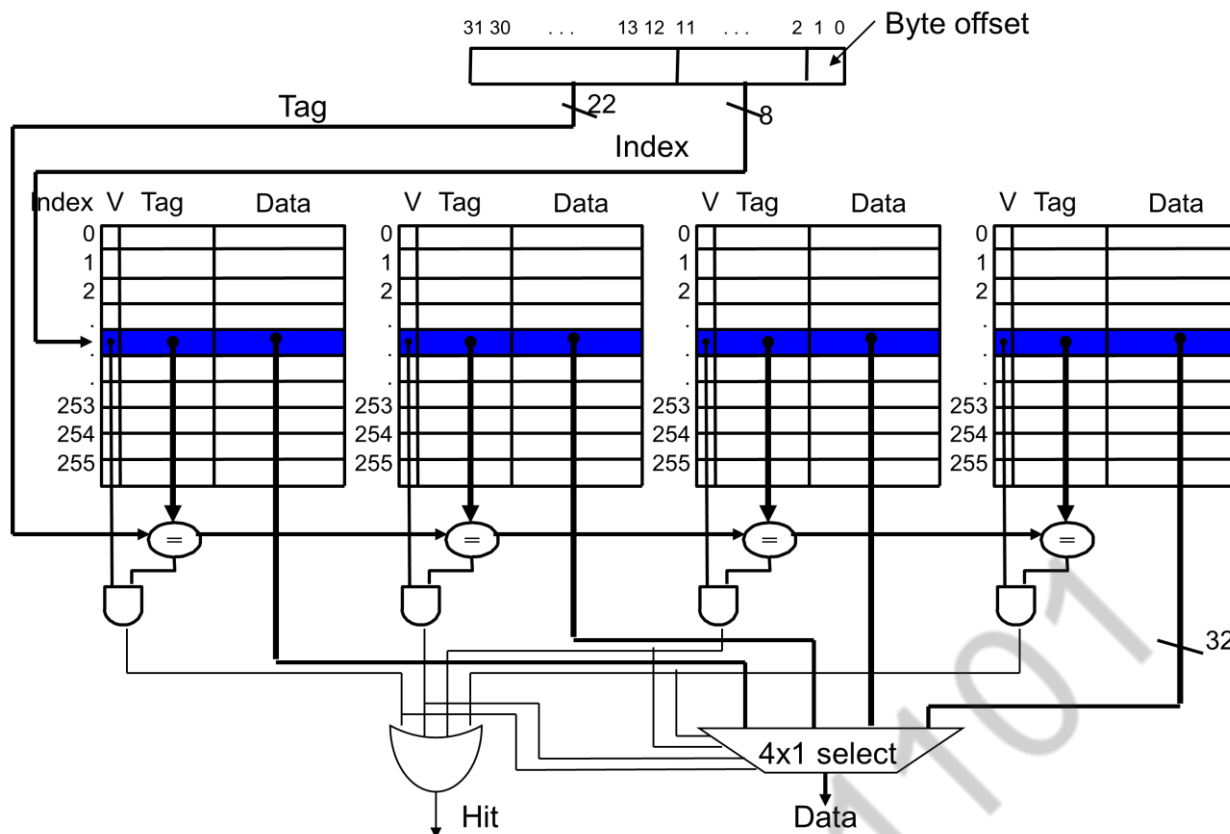 31 30 . . . 13 12 11 . . . 2 1 0 Byte offset
Tag 22 8
Index
Index V Tag Data V Tag Data V Tag Data V Tag Data
0 0 0 0
1 1 1 1
2 2 2 2
. . . .
. . . .
. . . .
253 253 253 253
254 254 254 254
255 255 255 255
= = = =
32
4x1 select
Hit Data
1101